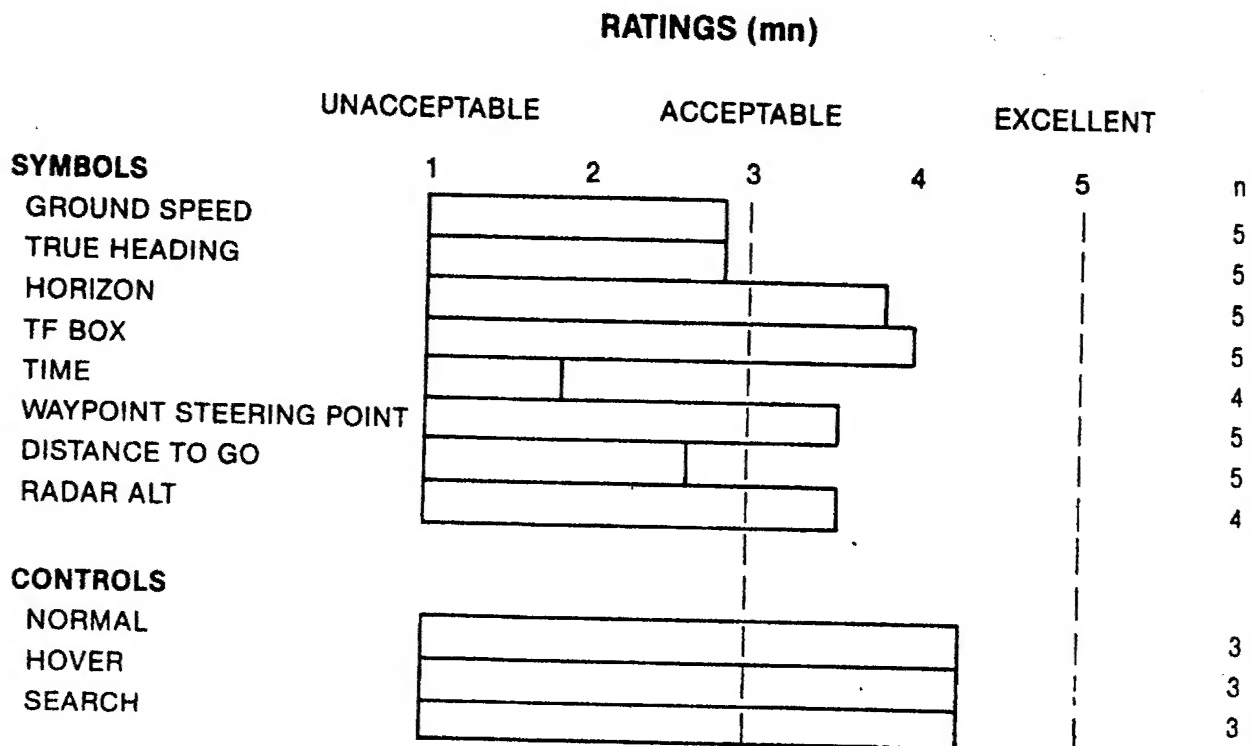 RATINGS (mn)
UNACCEPTABLE ACCEPTABLE EXCELLENT
SYMBOLS 1 2 3 4 5 n
GROUND SPEED 5
TRUE HEADING 5
HORIZON 5
TF BOX 5
TIME 4
WAYPOINT STEERING POINT 5
DISTANCE TO GO 5
RADAR ALT 4
CONTROLS
NORMAL 3
HOVER 3
SEARCH 3